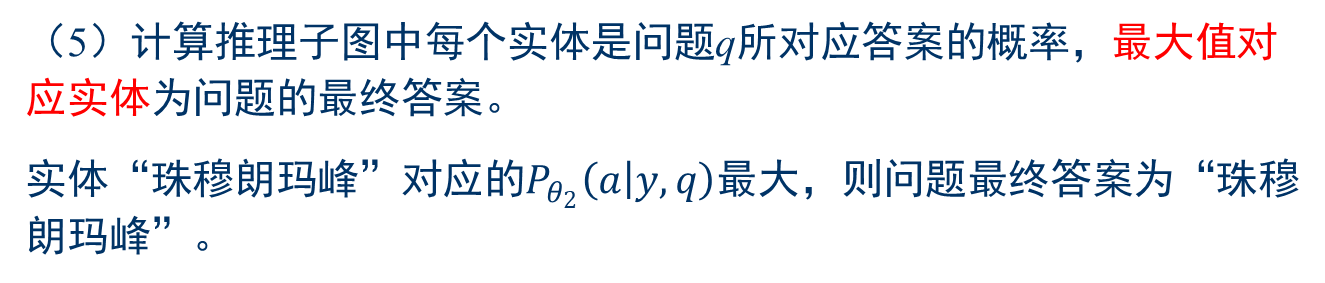 （5）计算推理子图中每个实体是问题q所对应答案的概率，最大值对
应实体为问题的最终答案。
实体“珠穆朗玛峰”对应的P_{θ_2}(a|y, q)最大，则问题最终答案为“珠穆
朗玛峰”。